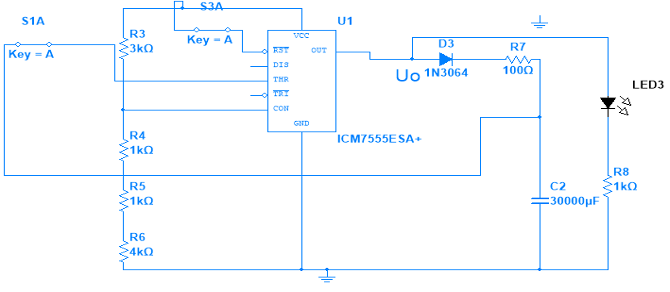 S1A
Key = A
S3A
Key = A
R3
3kΩ
U1
VCC
RST
OUT
DIS
THR
TRI
CON
GND
ICM7555ESA+
Uo
D3
1N3064
R7
100Ω
LED3
R4
1kΩ
R5
1kΩ
R6
4kΩ
C2
30000µF
R8
1kΩ